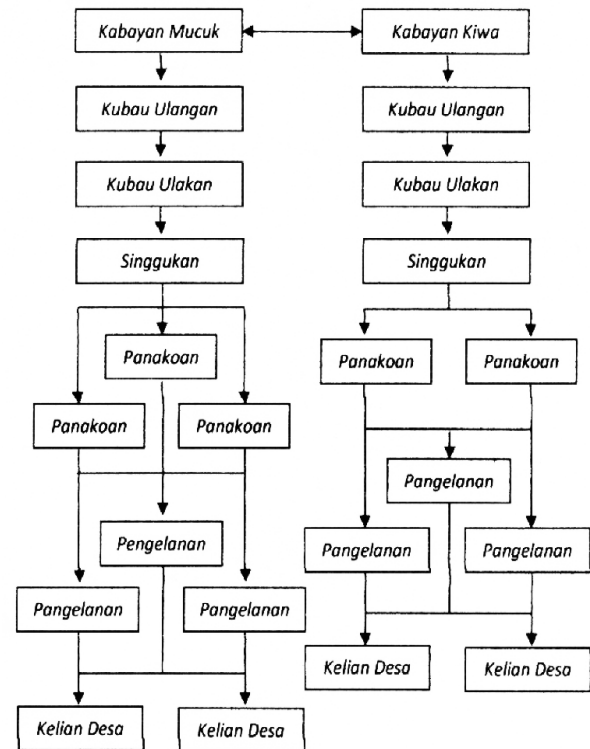 Kabayan Mucuk
Kabayan Kiwa
Kubau Ulangan
Kubau Ulangan
Kubau Ulakan
Kubau Ulakan
Singgukan
Singgukan
Panakoan
Panakoan
Panakoan
Panakoan
Panakoan
Pangelanan
Pengelanan
Pangelanan
Pangelanan
Pangelanan
Pangelanan
Kelian Desa
Kelian Desa
Kelian Desa
Kelian Desa